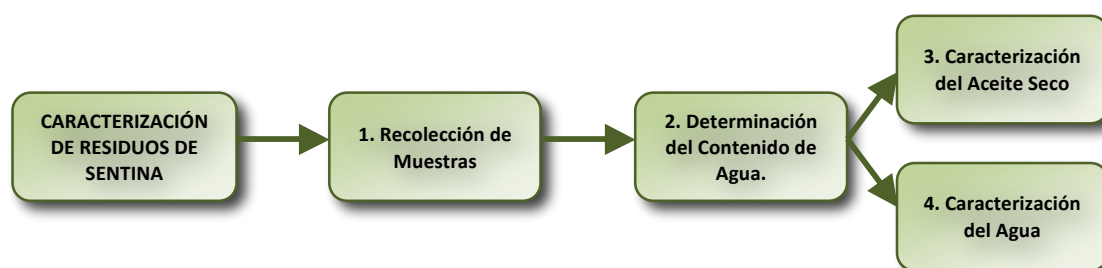 CARACTERIZACIÓN
DE RESIDUOS DE
SENTINA
1. Recolección de
Muestras
2. Determinación
del Contenido de
Agua.
3. Caracterización
del Aceite Seco
4. Caracterización
del Agua